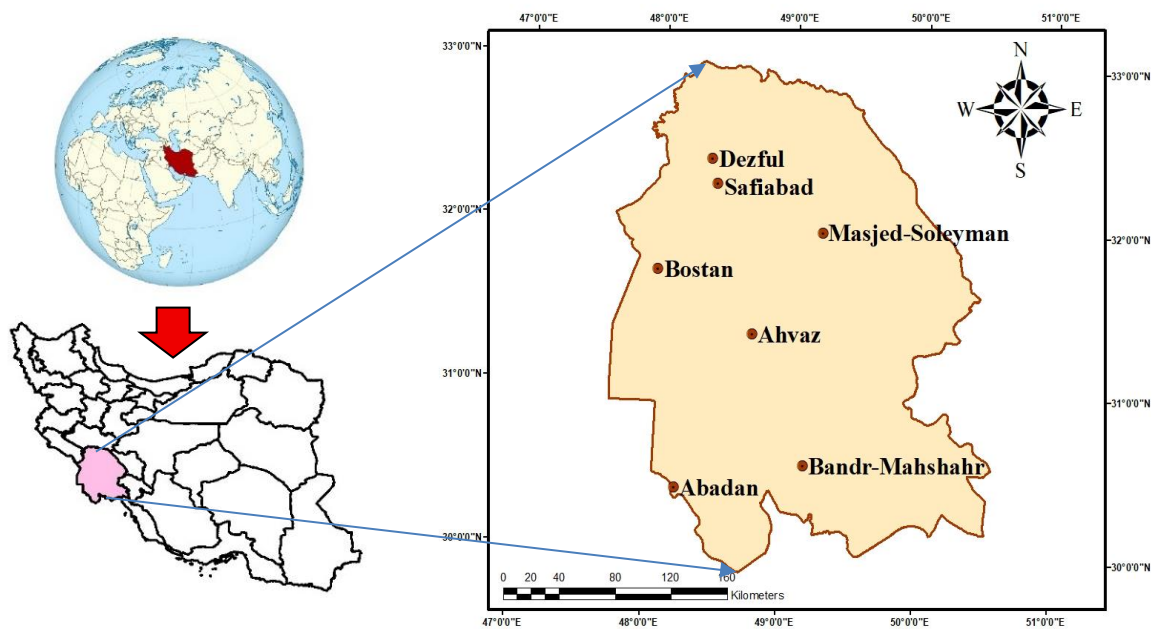 47°0'0"E 48°0'0"E 49°0'0"E 50°0'0"E 51°0'0"E
33°0'0"N
33°0'0"N
N
W E
S
Dezful
Safiabad
32°0'0"N
32°0'0"N
Masjed-Soleyman
Bostan
Ahvaz
31°0'0"N
31°0'0"N
Bandr-Mahshahr
Abadan
30°0'0"N
30°0'0"N
0 20 40 80 120 160
Kilometers
47°0'0"E 48°0'0"E 49°0'0"E 50°0'0"E 51°0'0"E